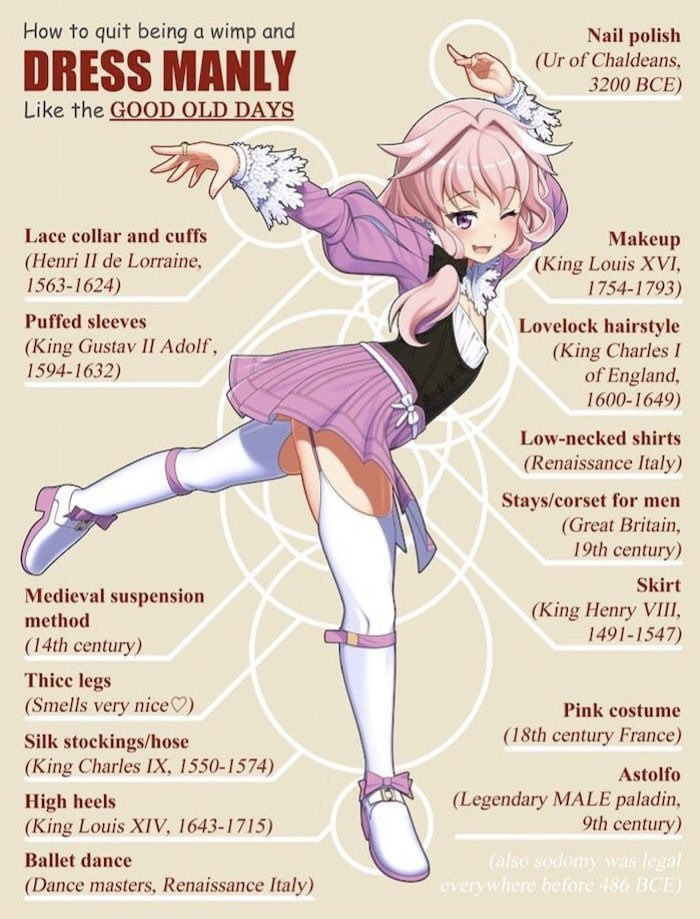 How to quit being a wimp and
DRESS MANLY
Like the GOOD OLD DAYS
Nail polish
(Ur of Chaldeans,
3200 BCE)
Lace collar and cuffs
(Henri II de Lorraine,
1563-1624)
Puffed sleeves
(King Gustav II Adolf,
1594-1632)
Makeup
(King Louis XVI,
1754-1793)
Lovelock hairstyle
(King Charles I
of England,
1600-1649)
Low-necked shirts
(Renaissance Italy)
Stays/corset for men
(Great Britain,
19th century)
Skirt
(King Henry VIII,
1491-1547)
Medieval suspension
method
(14th century)
Thicc legs
(Smells very nice♡)
Silk stockings/hose
(King Charles IX, 1550-1574)
High heels
(King Louis XIV, 1643-1715)
Ballet dance
(Dance masters, Renaissance Italy)
Pink costume
(18th century France)
Astolfo
(Legendary MALE paladin,
9th century)
(also sodomy was legal
everywhere before 486 BCE)